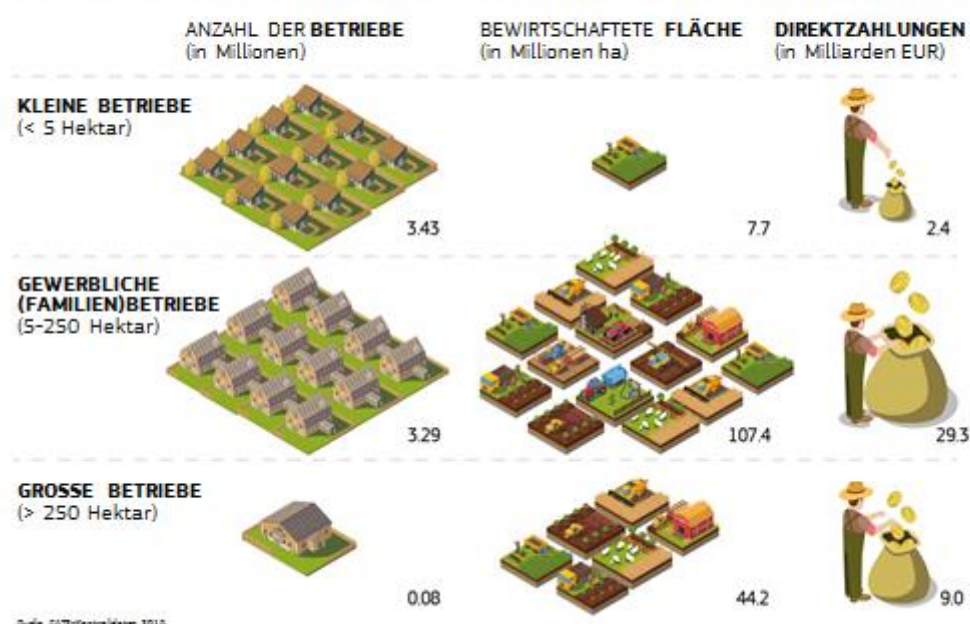 ANZAHL DER BETRIEBE
(in Millionen)
BEWIRTSCHAFTETE FLÄCHE
(in Millionen ha)
DIREKTZAHLUNGEN
(in Milliarden EUR)
KLEINE BETRIEBE
(< 5 Hektar)
3.43
7.7
2.4
GEWERBLICHE
(FAMILIEN)BETRIEBE
(5-250 Hektar)
3.29
107.4
29.3
GROSSE BETRIEBE
(> 250 Hektar)
0.08
44.2
9.0